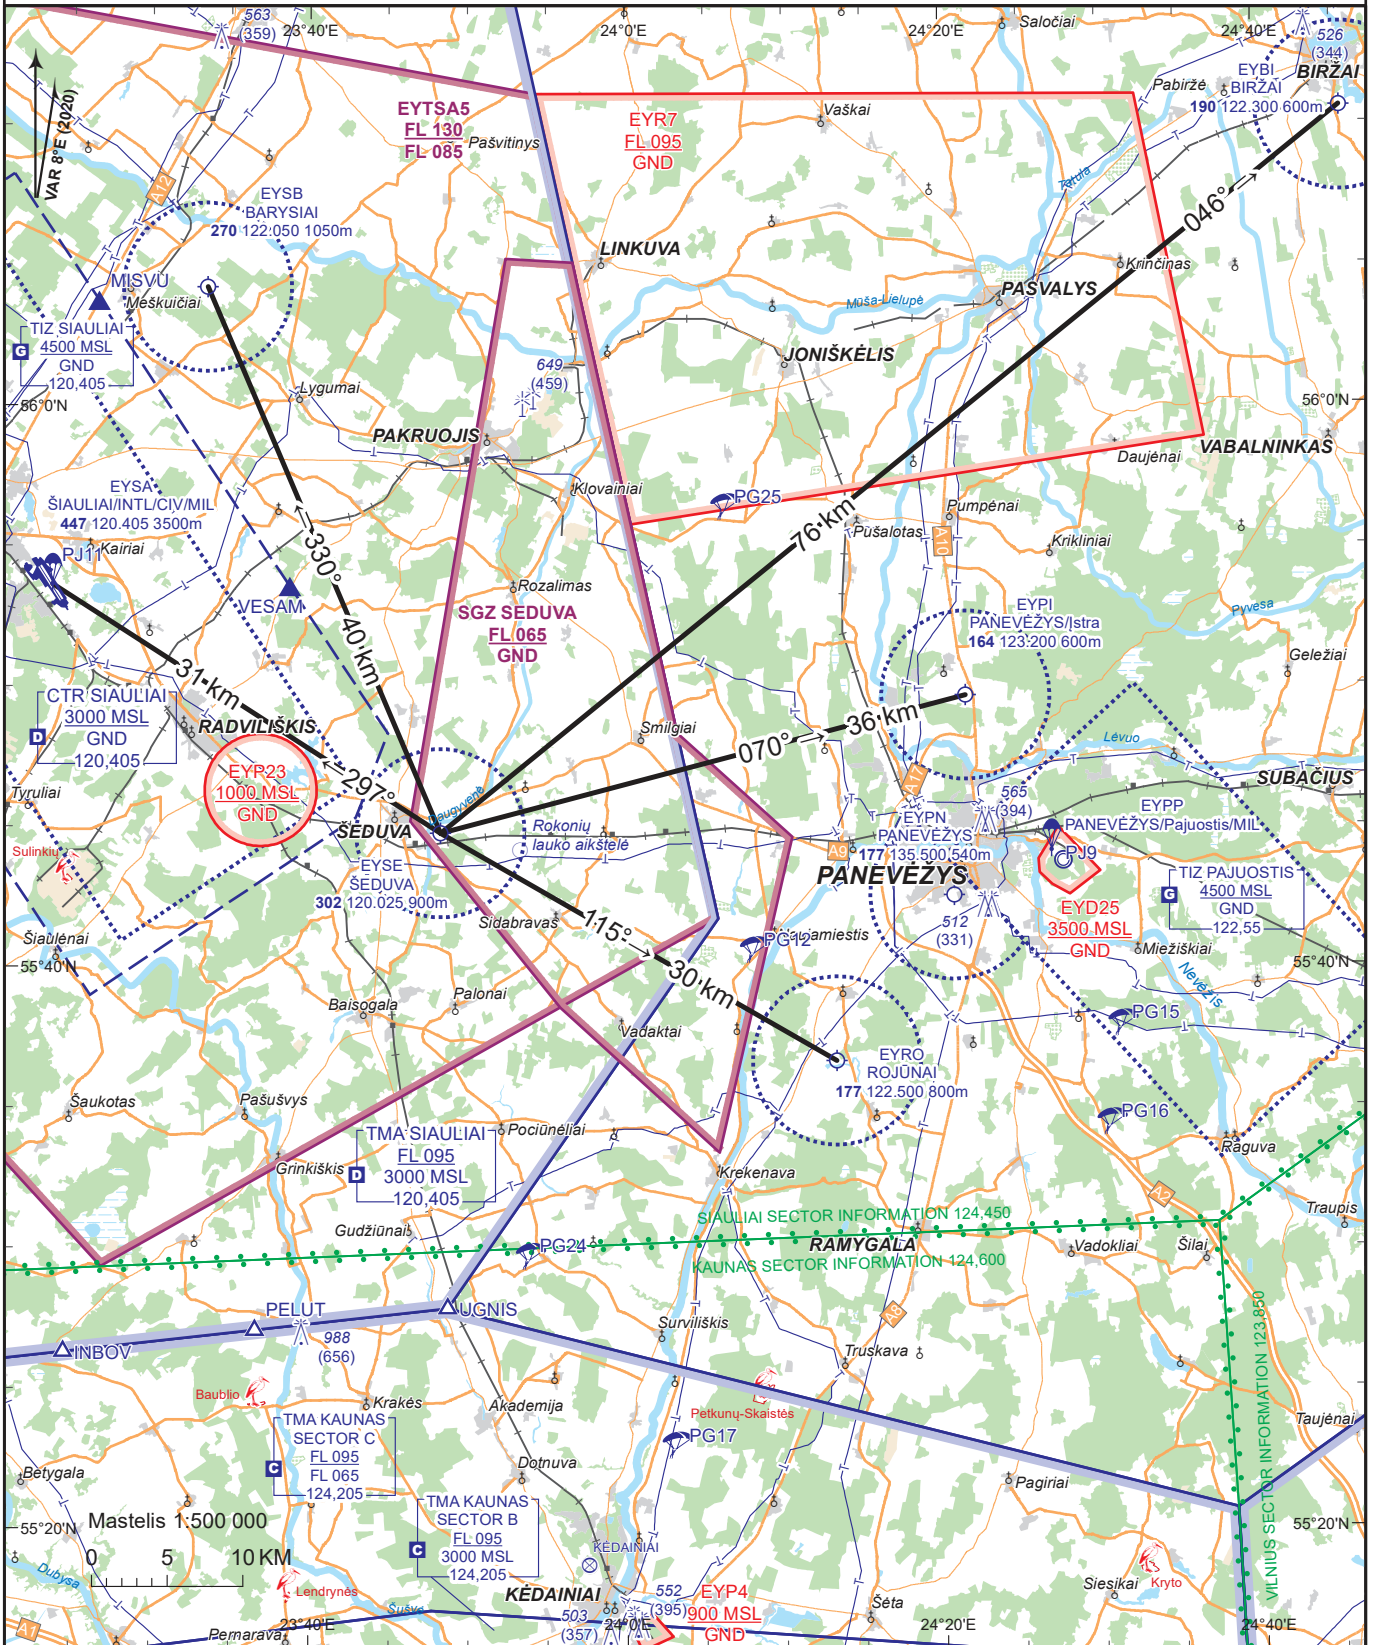 563
(359)
23°40'E
24°0'E
Saločiai
24°20'E
24°40'E
526
(344)
BIRŽAI
EYBI
BIRŽAI
190 122.300 600m
Pabiržė
VAR 8°E (2020)
A12
EYTSA5
FL 130
FL 085
Pašvitinys
EYR7
FL 095
GND
Vaškai
Tatula
EYSB
BARYSIAI
270 122.050 1050m
046°
LINKUVA
Krinčinas
MISVU
Meškuičiai
PASVALYS
Mūša-Lielupė
TIZ SIAULIAI
4500 MSL
GND
120,405
G
JONIŠKĖLIS
649
(459)
Lygumai
56°0'N
56°0'N
PAKRUOJIS
VABALNINKAS
Daujėnai
EYSA
ŠIAULIAI/INTL/CIV/MIL
447 120.405 3500m
Klovainiai
PG25
Pumpėnai
76 km
Pušalotas
A10
Krikliniai
330°
Kairiai
PJ11
Rozalimas
VESAM
SGZ SEDUVA
FL 065
GND
EYPI
PANEVĖŽYS/Įstra
164 123.200 600m
Pyvesa
40 km
Geležiai
31 km
CTR SIAULIAI
3000 MSL
GND
120,405
D
RADVILIŠKIS
Smilgiai
36 km
070°
Lėvuo
EYP23
1000 MSL
GND
297°
A17
SUBAČIUS
Tyruliai
Daugyvenė
565
(394)
EYPP
PANEVĖŽYS/Pajuostis/MIL
ŠEDUVA
Rokonių
lauko aikštelė
EYPN
PANEVĖŽYS
177 135.500 540m
A9
Sulinkių
EYSE
ŠEDUVA
302 120.025 900m
PANEVĖŽYS
PJ9
TIZ PAJUOSTIS
4500 MSL
GND
122,55
G
EYD25
3500 MSL
GND
Sidabravas
115°
512
(331)
Šiaulėnai
PG12
Miežiškiai
55°40'N
55°40'N
30 km
Nevėžis
Baisogala
Palonai
Vadaktai
PG15
EYRO
ROJŪNAI
177 122.500 800m
Šaukotas
Pašušvys
PG16
Pociūnėliai
TMA SIAULIAI
FL 095
3000 MSL
120,405
D
Raguva
Grinkiškis
Krekenava
A2
Traupis
SIAULIAI SECTOR INFORMATION 124,450
Gudžiūnai
PG24
RAMYGALA
Vadokliai
Šilai
KAUNAS SECTOR INFORMATION 124,600
PELUT
UGNIS
A8
988
(656)
Surviliškis
INBOV
Truskava
VILNIUS SECTOR INFORMATION 123,850
Baublio
Krakės
Akademija
Petkunų-Skaistės
Taujėnai
TMA KAUNAS
SECTOR C
FL 095
FL 065
124,205
C
PG17
Betygala
Dotnuva
Pagiriai
TMA KAUNAS
SECTOR B
FL 095
3000 MSL
124,205
C
Mastelis 1:500 000
55°20'N
55°20'N
0 5 10 KM
KĖDAINIAI
Dubysa
Lendrynės
KĖDAINIAI
552
(395)
EYP4
900 MSL
GND
Siesikai
Kryto
Šušvė
503
(357)
Šėta
A1
Pernarava
23°40'E
24°0'E
24°20'E
24°40'E